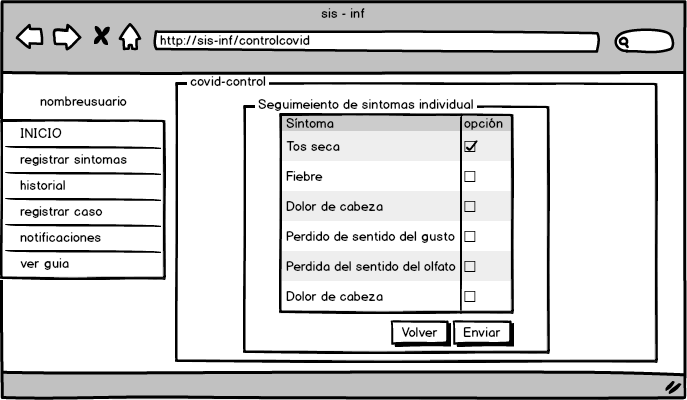 sis - inf
http://sis-inf/controlcovid
covid-control
nombreusuario
INICIO
registrar sintomas
historial
registrar caso
notificaciones
ver guia
Seguimeiento de sintomas individual
Síntoma opción
Tos seca
Fiebre
Dolor de cabeza
Perdido de sentido del gusto
Perdida del sentido del olfato
Dolor de cabeza
Volver Enviar